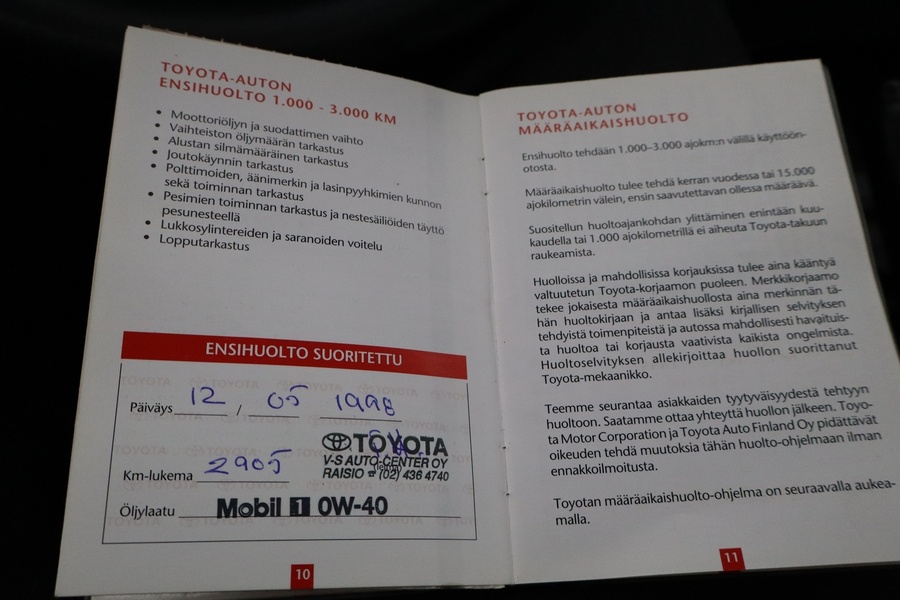 TOYOTA-AUTON
ENSIHUOLTO 1.000 - 3.000 KM
• Moottoriöljyn ja suodattimen vaihto
• Vaihteiston öljymäärän tarkastus
• Alustan silmämääräinen tarkastus
• Joutokäynnin tarkastus
• Polttimoiden, äänimerkin ja lasinpyyhkimien kunnon
sekä toiminnan tarkastus
• Pesimien toiminnan tarkastus ja nestesäiliöiden täyttö
pesunesteellä
• Lukkosylintereiden ja saranoiden voitelu
• Lopputarkastus
ENSIHUOLTO SUORITETTU
Päiväys 12 / 05 1998
TOYOTA
V-S AUTO-CENTER OY
Km-lukema 2905 RAISIO ☎ (02) 436 4740
Öljylaatu Mobil 1 0W-40
10
TOYOTA-AUTON
MÄÄRÄAIKAISHUOLTO
Ensihuolto tehdään 1.000–3.000 ajokm:n välillä käyttöön-
otosta.
Määräaikaishuolto tulee tehdä kerran vuodessa tai 15.000
ajokilometrin välein, ensin saavutettavan ollessa määräävä.
Suositellun huoltoajankohdan ylittäminen enintään kuu-
kaudella tai 1.000 ajokilometrillä ei aiheuta Toyota-takuun
raukeamista.
Huolloissa ja mahdollisissa korjauksissa tulee aina kääntyä
valtuutetun Toyota-korjaamon puoleen. Merkkikorjaamo
tekee jokaisesta määräaikaishuollosta aina merkinnän tä-
hän huoltokirjaan ja antaa lisäksi kirjallisen selvityksen
tehdyistä toimenpiteistä ja autossa mahdollisesti havaituis-
ta huoltoa tai korjausta vaativista kaikista ongelmista.
Huoltoselvityksen allekirjoittaa huollon suorittanut
Toyota-mekaanikko.
Teemme seurantaa asiakkaiden tyytyväisyydestä tehtyyn
huoltoon. Saatamme ottaa yhteyttä huollon jälkeen. Toyo-
ta Motor Corporation ja Toyota Auto Finland Oy pidättävät
oikeuden tehdä muutoksia tähän huolto-ohjelmaan ilman
ennakkoilmoitusta.
Toyotan määräaikaishuolto-ohjelma on seuraavalla aukea-
malla.
11